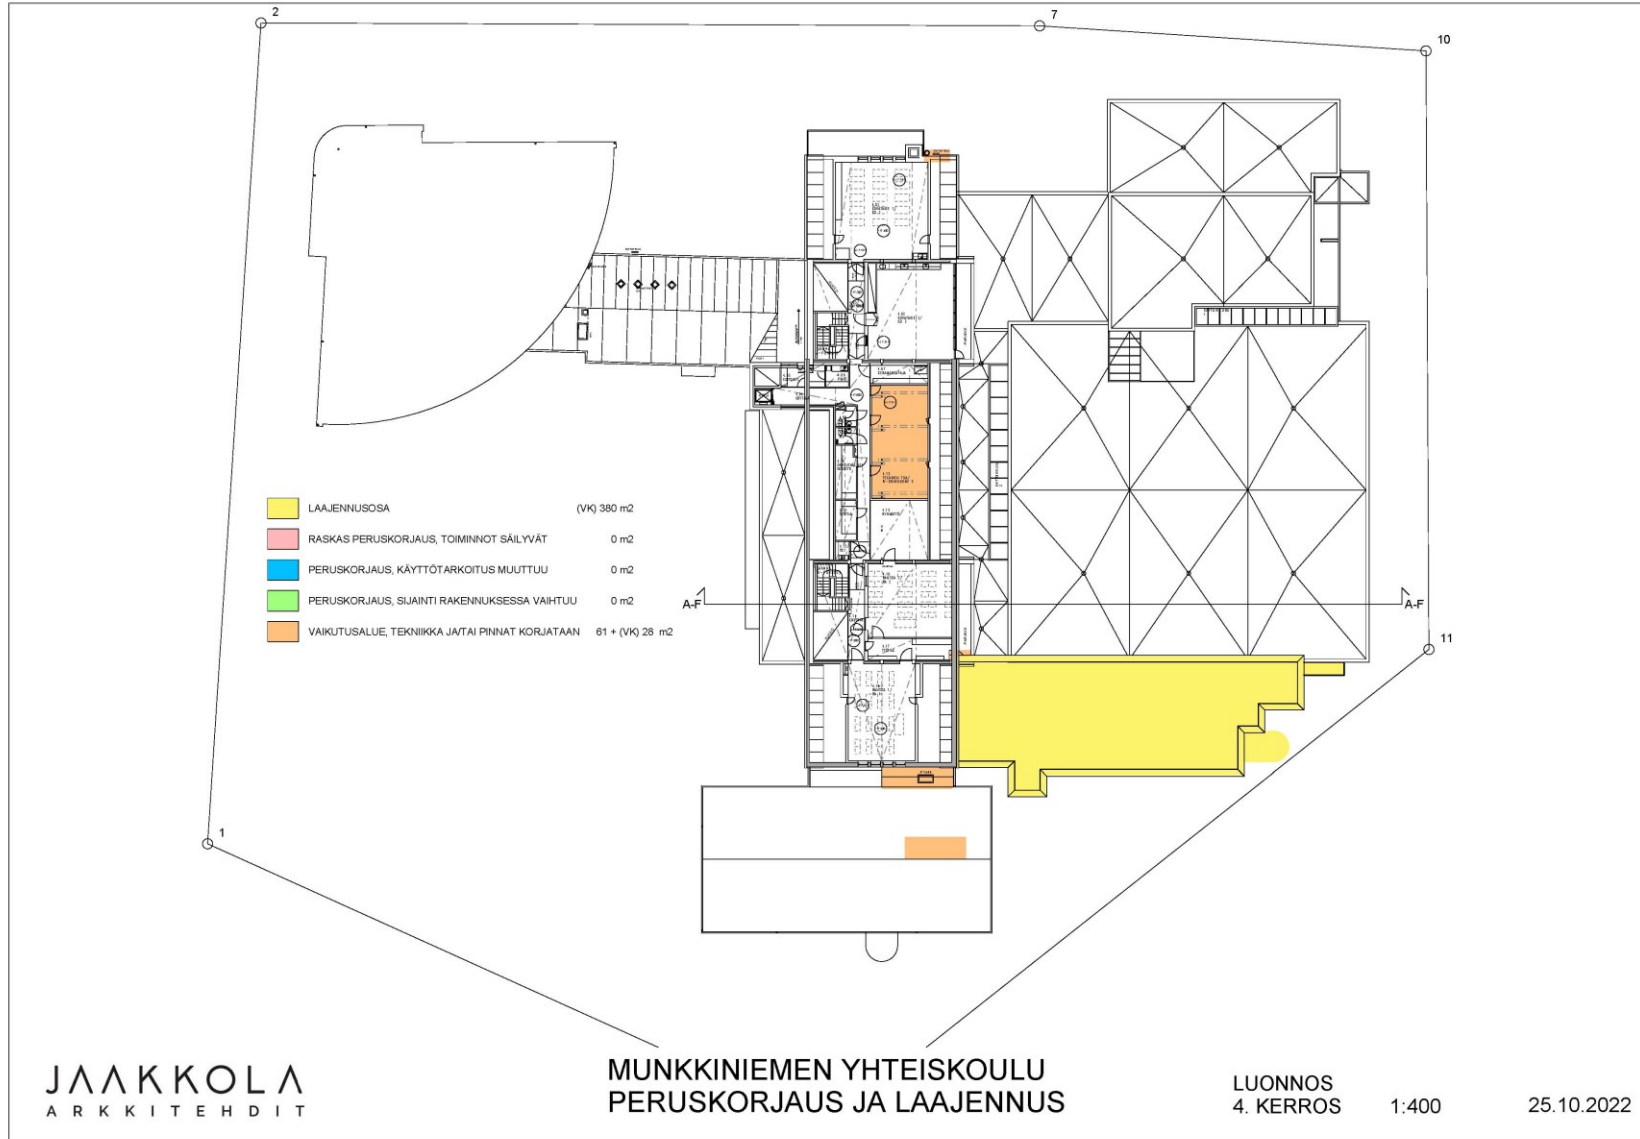 2
7
10
LAAJENNUSOSA (VK) 380 m2
RASKAS PERUSKORJAUS, TOIMINNOT SÄILYVÄT 0 m2
PERUSKORJAUS, KÄYTTÖTARKOITUS MUUTTUU 0 m2
PERUSKORJAUS, SIJAINTI RAKENNUKSESSA VAIHTUU 0 m2
A-F A-F
VAIKUTUSALUE, TEKNIIKKA JA/TAI PINNAT KORJATAAN 61 + (VK) 28 m2
11
1
JAAKKOLA
ARKKITEHDIT
MUNKKINIEMEN YHTEISKOULU
PERUSKORJAUS JA LAAJENNUS
LUONNOS
4. KERROS 1:400 25.10.2022